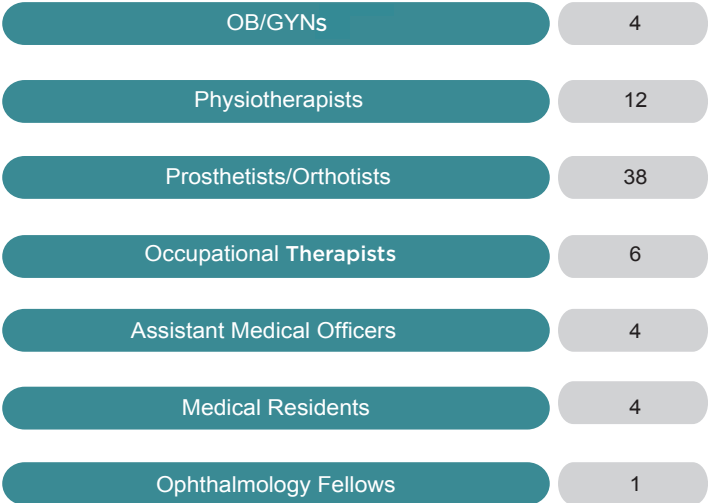 OB/GYNs 4
Physiotherapists 12
Prosthetists/Orthotists 38
Occupational Therapists 6
Assistant Medical Officers 4
Medical Residents 4
Ophthalmology Fellows 1